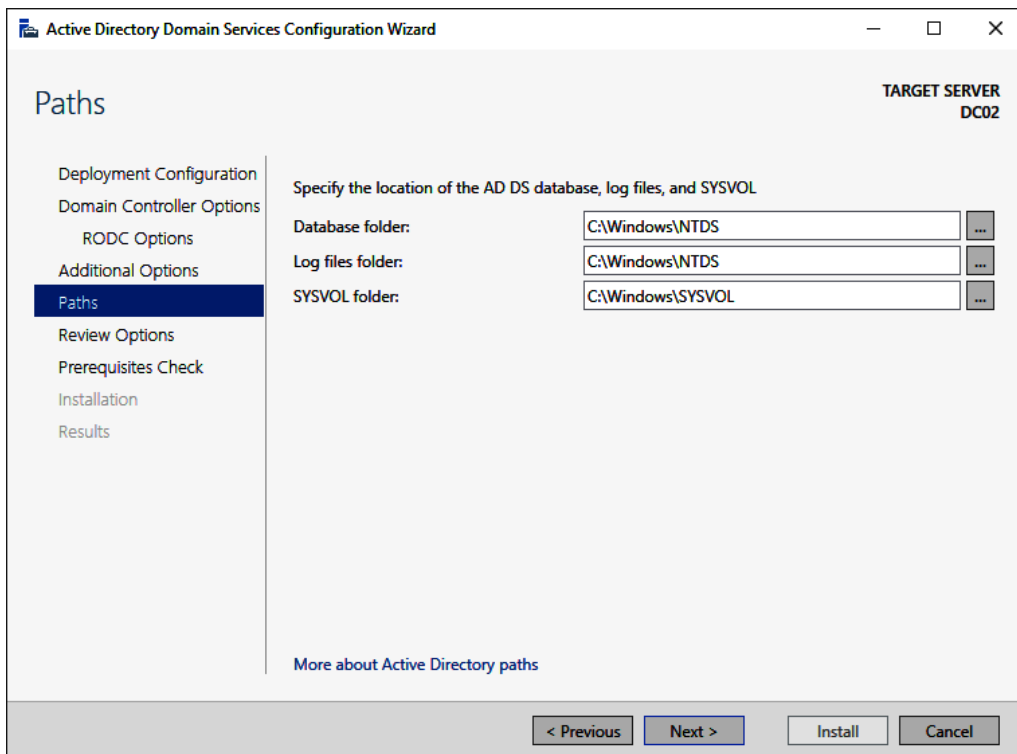 Active Directory Domain Services Configuration Wizard
Paths
TARGET SERVER
DC02
Deployment Configuration
Domain Controller Options
RODC Options
Additional Options
Paths
Review Options
Prerequisites Check
Installation
Results
Specify the location of the AD DS database, log files, and SYSVOL
Database folder: C:\Windows\NTDS ...
Log files folder: C:\Windows\NTDS ...
SYSVOL folder: C:\Windows\SYSVOL ...
More about Active Directory paths
< Previous Next > Install Cancel